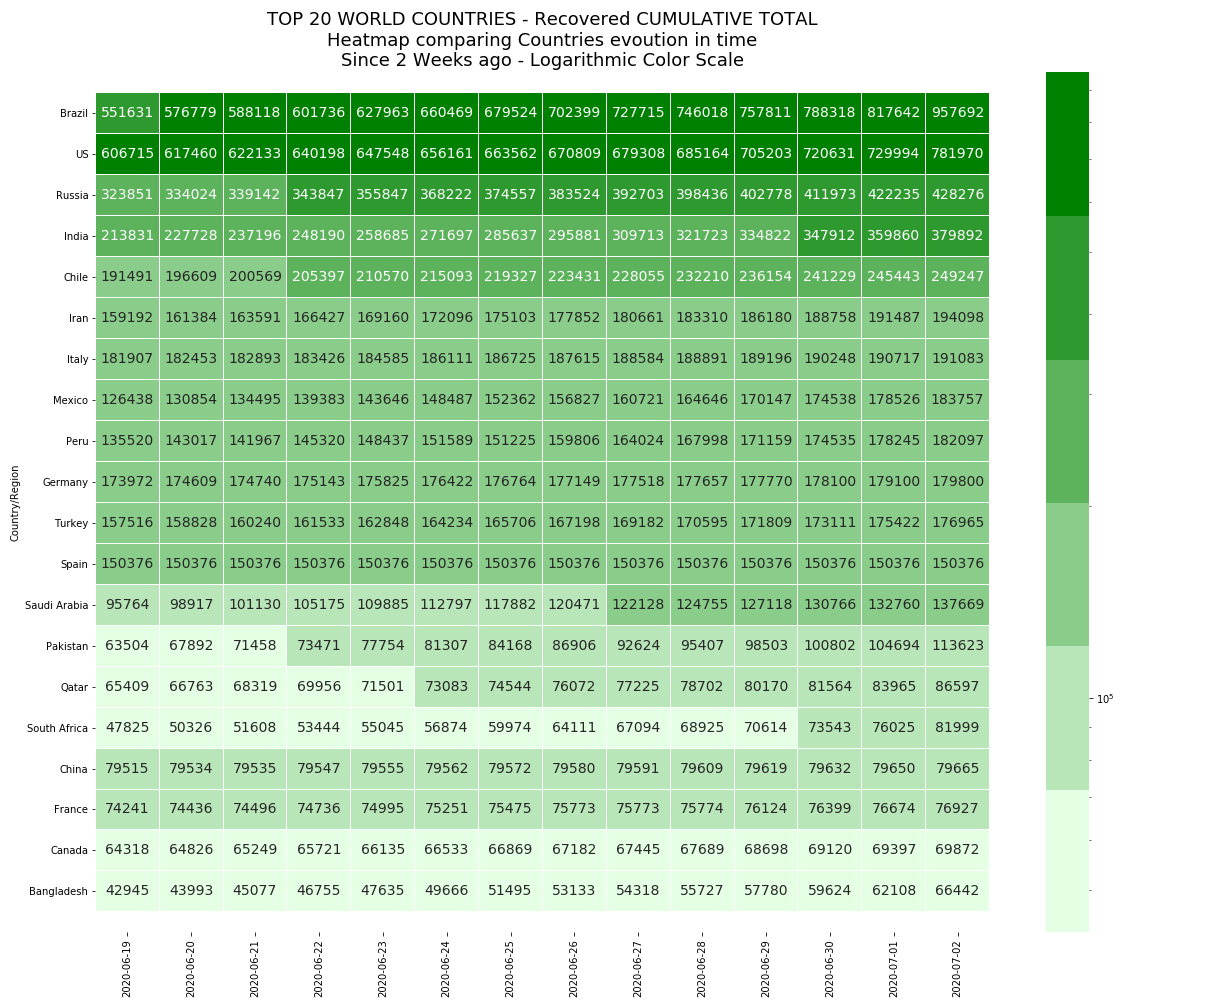 TOP 20 WORLD COUNTRIES - Recovered CUMULATIVE TOTAL
Heatmap comparing Countries evoution in time
Since 2 Weeks ago - Logarithmic Color Scale
Country/Region
Brazil 551631 576779 588118 601736 627963 660469 679524 702399 727715 746018 757811 788318 817642 957692
US 606715 617460 622133 640198 647548 656161 663562 670809 679308 685164 705203 720631 729994 781970
Russia 323851 334024 339142 343847 355847 368222 374557 383524 392703 398436 402778 411973 422235 428276
India 213831 227728 237196 248190 258685 271697 285637 295881 309713 321723 334822 347912 359860 379892
Chile 191491 196609 200569 205397 210570 215093 219327 223431 228055 232210 236154 241229 245443 249247
Iran 159192 161384 163591 166427 169160 172096 175103 177852 180661 183310 186180 188758 191487 194098
Italy 181907 182453 182893 183426 184585 186111 186725 187615 188584 188891 189196 190248 190717 191083
Mexico 126438 130854 134495 139383 143646 148487 152362 156827 160721 164646 170147 174538 178526 183757
Peru 135520 143017 141967 145320 148437 151589 151225 159806 164024 167998 171159 174535 178245 182097
Germany 173972 174609 174740 175143 175825 176422 176764 177149 177518 177657 177770 178100 179100 179800
Turkey 157516 158828 160240 161533 162848 164234 165706 167198 169182 170595 171809 173111 175422 176965
Spain 150376 150376 150376 150376 150376 150376 150376 150376 150376 150376 150376 150376 150376 150376
Saudi Arabia 95764 98917 101130 105175 109885 112797 117882 120471 122128 124755 127118 130766 132760 137669
Pakistan 63504 67892 71458 73471 77754 81307 84168 86906 92624 95407 98503 100802 104694 113623
Qatar 65409 66763 68319 69956 71501 73083 74544 76072 77225 78702 80170 81564 83965 86597
South Africa 47825 50326 51608 53444 55045 56874 59974 64111 67094 68925 70614 73543 76025 81999
China 79515 79534 79535 79547 79555 79562 79572 79580 79591 79609 79619 79632 79650 79665
France 74241 74436 74496 74736 74995 75251 75475 75773 75773 75774 76124 76399 76674 76927
Canada 64318 64826 65249 65721 66135 66533 66869 67182 67445 67689 68698 69120 69397 69872
Bangladesh 42945 43993 45077 46755 47635 49666 51495 53133 54318 55727 57780 59624 62108 66442
2020-06-19 2020-06-20 2020-06-21 2020-06-22 2020-06-23 2020-06-24 2020-06-25 2020-06-26 2020-06-27 2020-06-28 2020-06-29 2020-06-30 2020-07-01 2020-07-02
10⁵